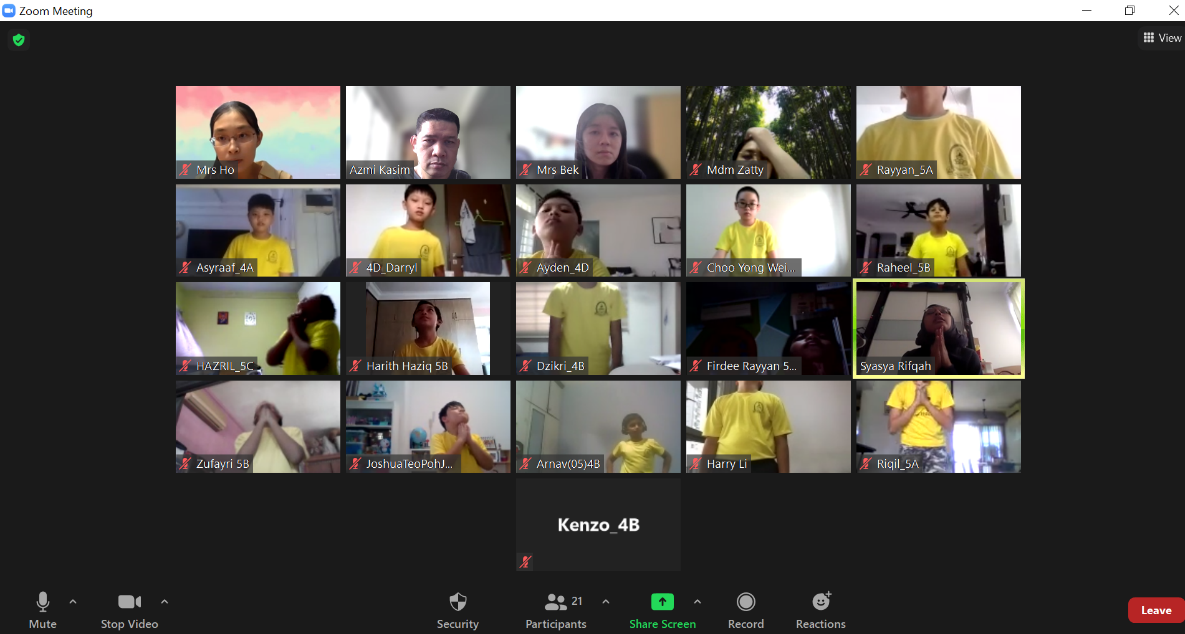 Zoom Meeting
View
Mrs Ho
Azmi Kasim
Mrs Bek
Mdm Zatty
Rayyan_5A
Asyraaf_4A
4D_Darryl
Ayden_4D
Choo Yong Wei...
Raheel_5B
HAZRIL_5C
Harith Haziq 5B
Dzikri_4B
Firdee Rayyan 5...
Syasya Rifqah
Zufayri 5B
JoshuaTeoPohJ...
Arnav(05)4B
Harry Li
Riqil_5A
Kenzo_4B
Mute
Stop Video
Security
21
Participants
Share Screen
Record
Reactions
Leave